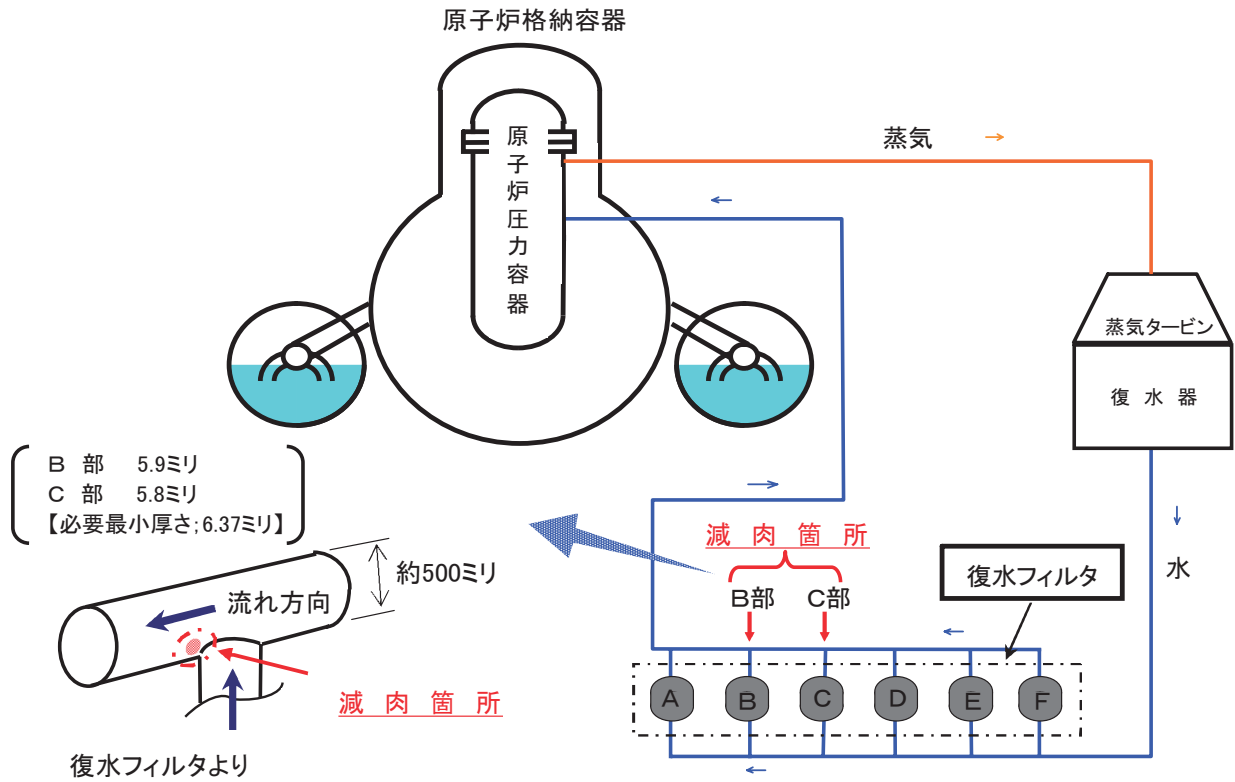 原子炉格納容器
原子炉圧力容器
蒸気
→
←
蒸気タービン
復水器
B 部 5.9ミリ
C 部 5.8ミリ
【必要最小厚さ;6.37ミリ】
→
↓
減肉箇所
復水フィルタ
水
約500ミリ
流れ方向
B部 C部
←
A B C D E F
減肉箇所
復水フィルタより
←